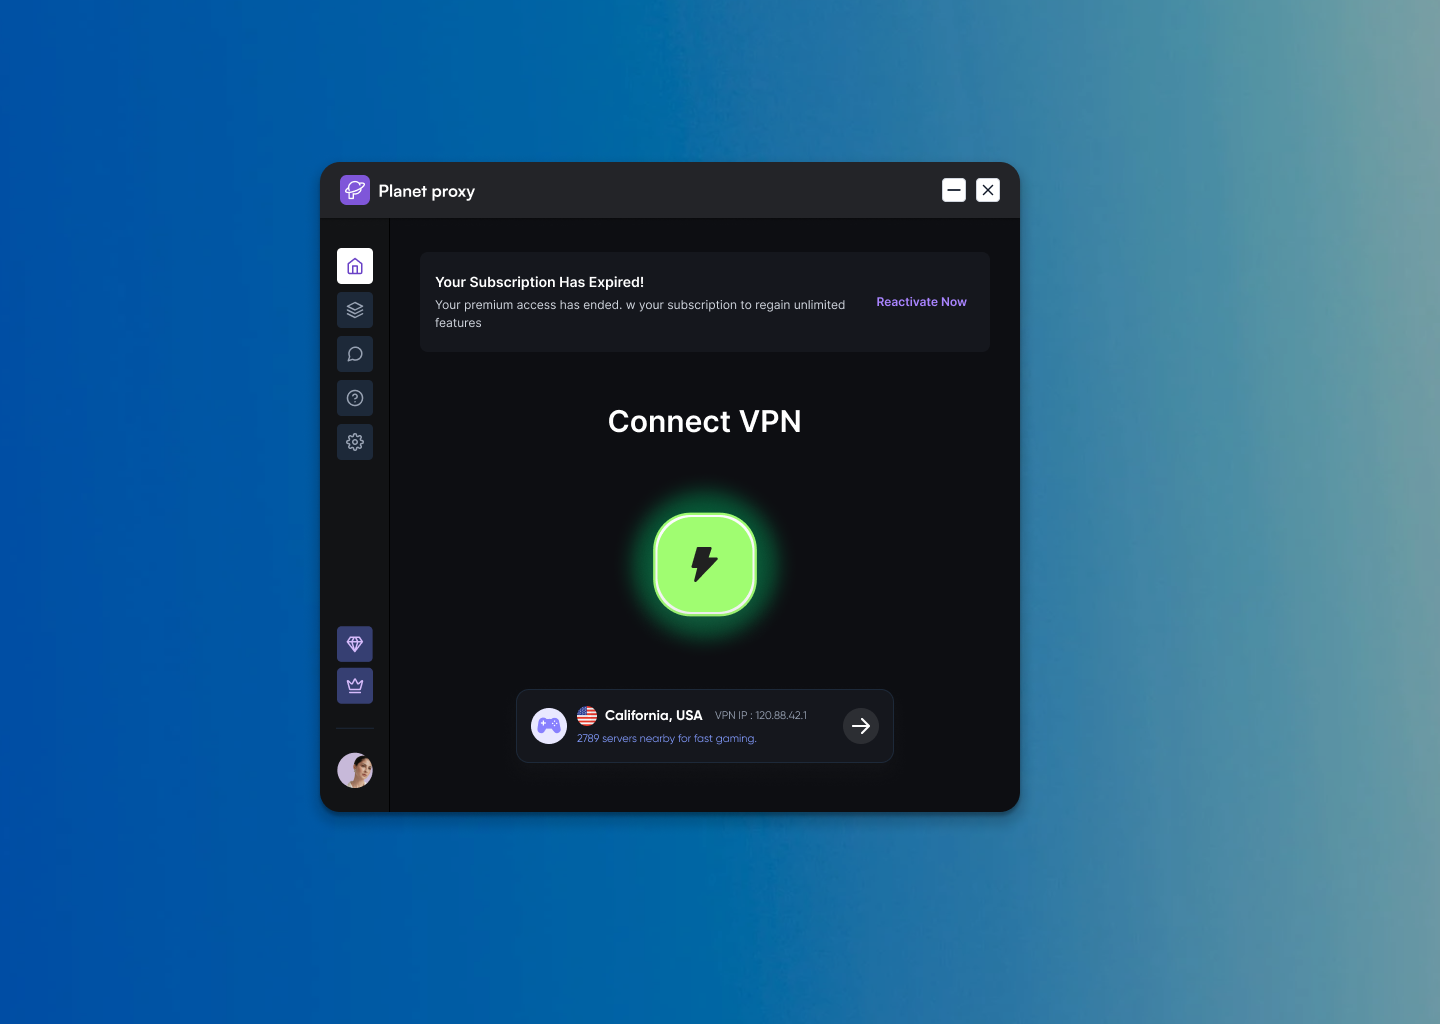 Planet proxy
Your Subscription Has Expired!
Your premium access has ended. w your subscription to regain unlimited
features
Reactivate Now
Connect VPN
California, USA VPN IP : 120.88.42.1
2789 servers nearby for fast gaming.